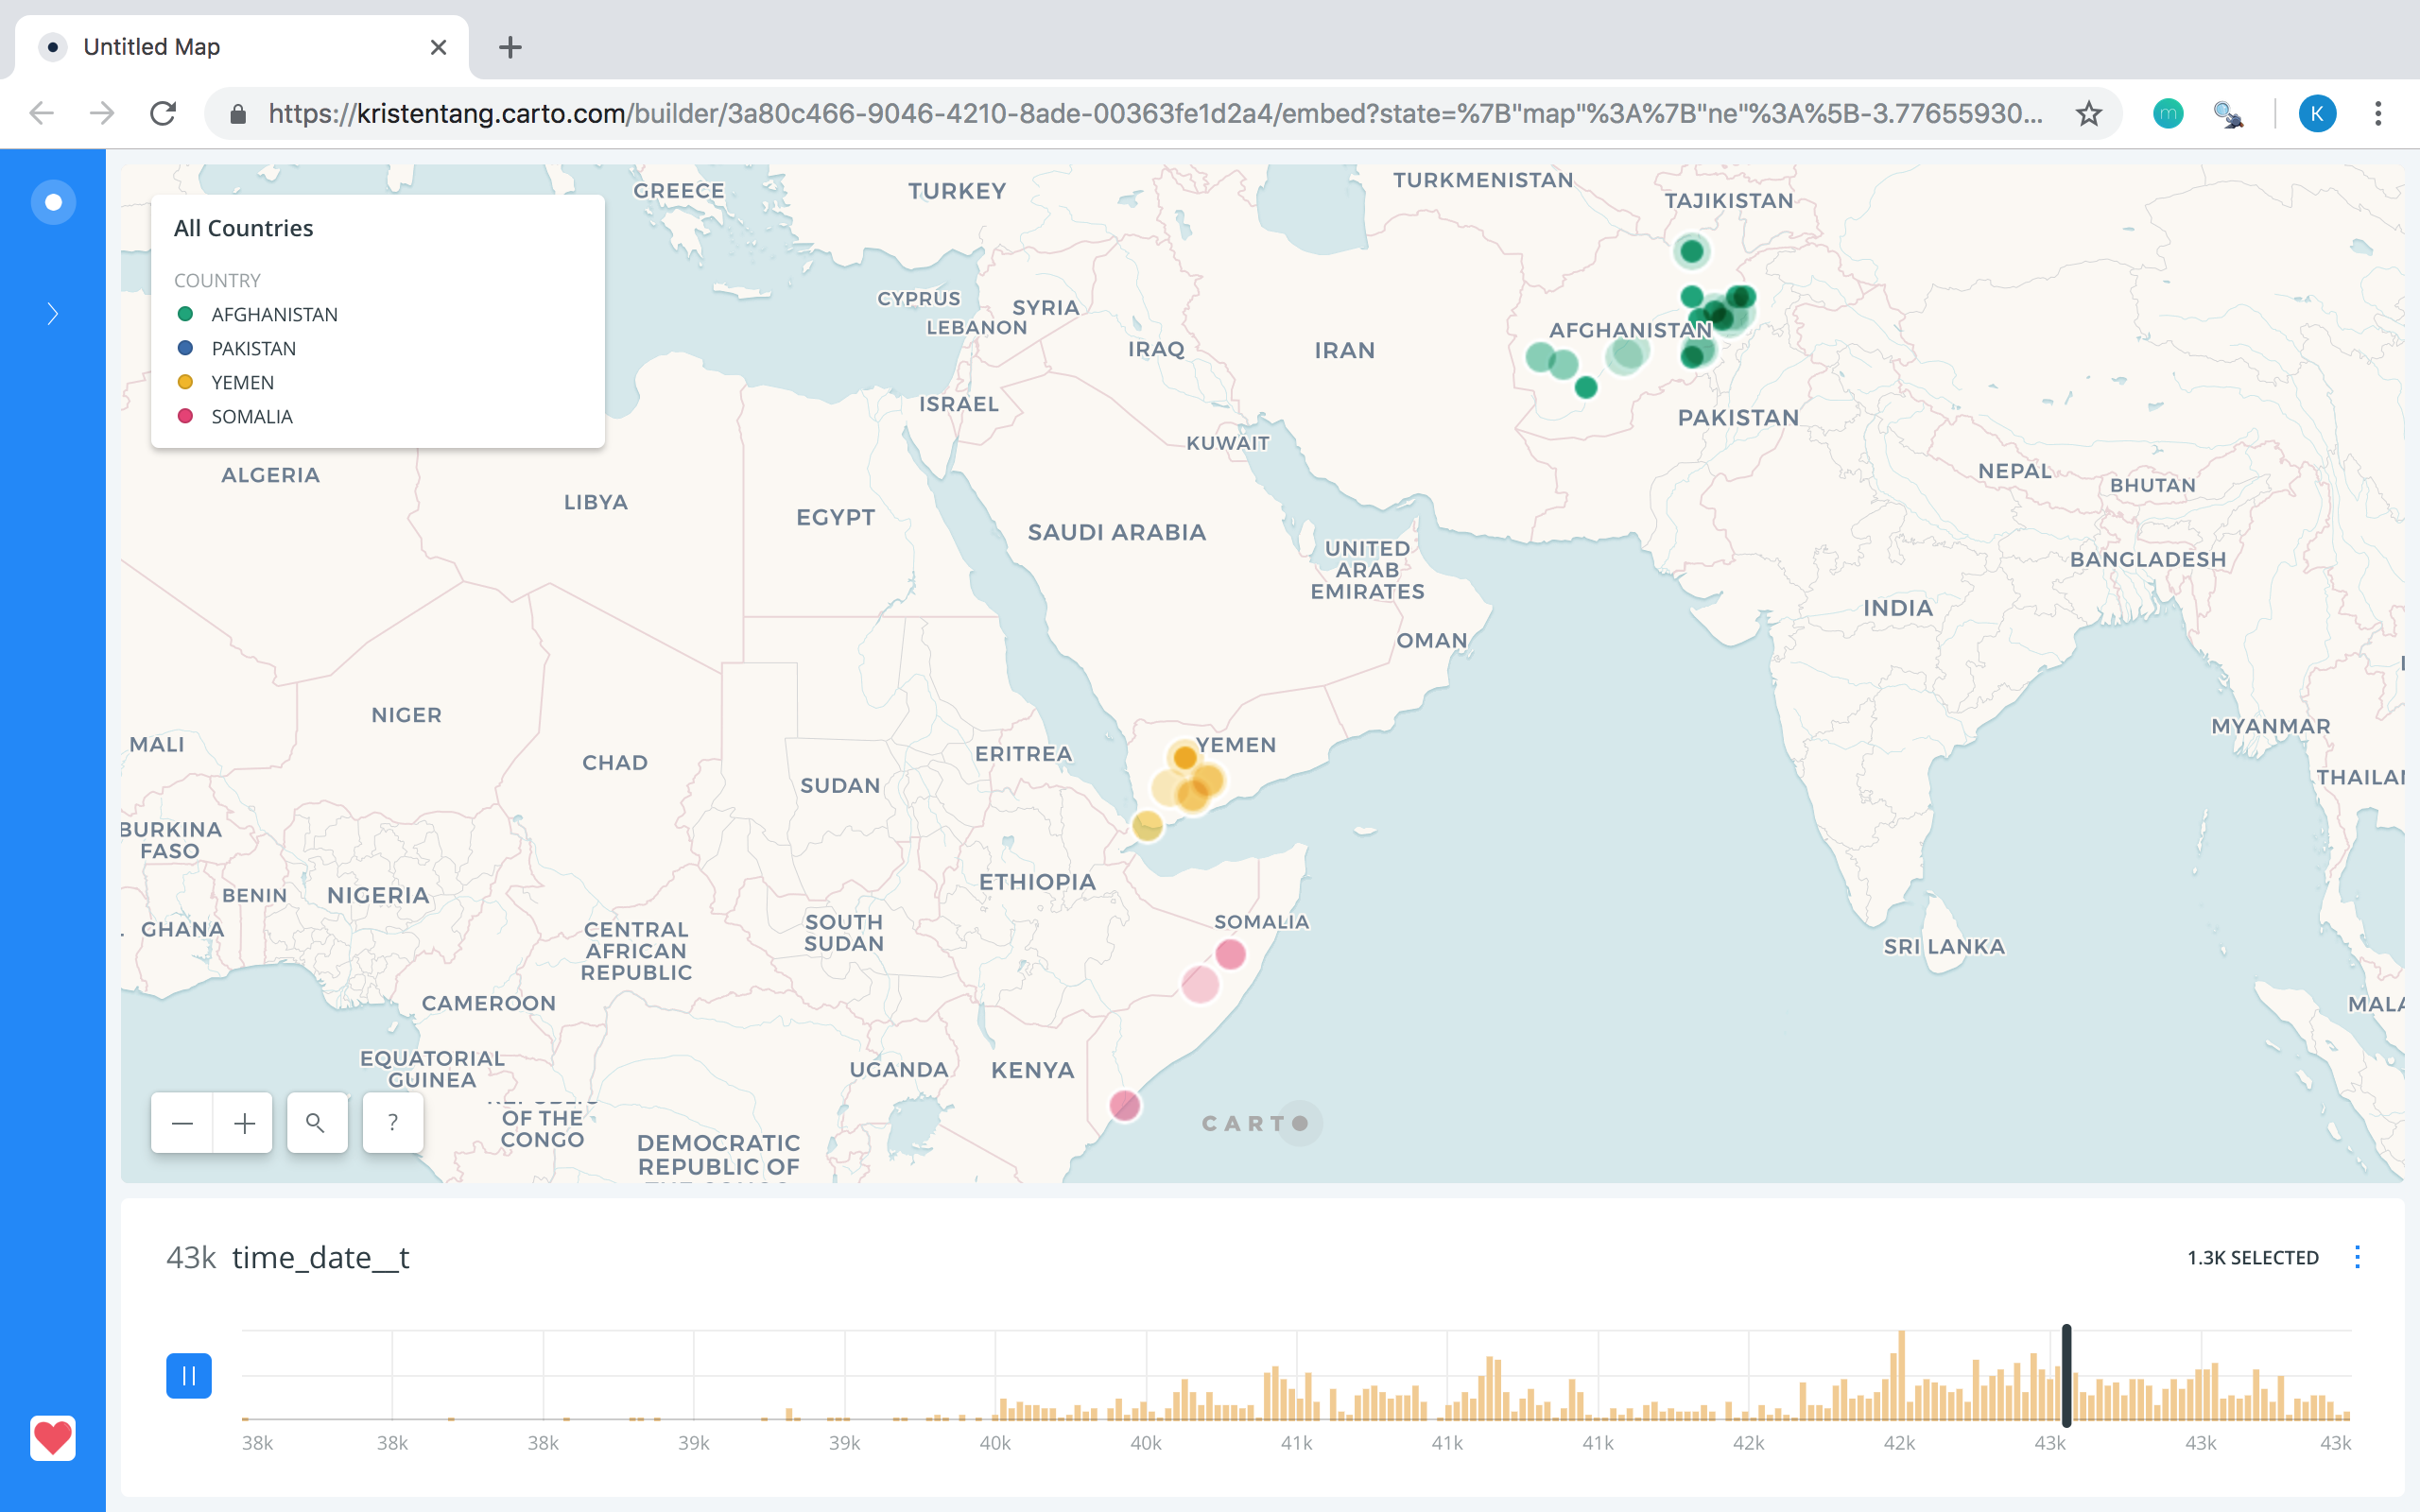 Untitled Map
https://kristentang.carto.com/builder/3a80c466-9046-4210-8ade-00363fe1d2a4/embed?state=%7B"map"%3A%7B"ne"%3A%5B-3.77655930...
m
K
All Countries
COUNTRY
AFGHANISTAN
PAKISTAN
YEMEN
SOMALIA
GREECE
TURKEY
TURKMENISTAN
TAJIKISTAN
CYPRUS
SYRIA
LEBANON
IRAQ
IRAN
AFGHANISTAN
ISRAEL
KUWAIT
PAKISTAN
ALGERIA
LIBYA
EGYPT
SAUDI ARABIA
NEPAL
BHUTAN
UNITED
ARAB
EMIRATES
BANGLADESH
INDIA
OMAN
NIGER
MALI
CHAD
ERITREA
YEMEN
MYANMAR
SUDAN
THAILAN
BURKINA
FASO
BENIN
NIGERIA
ETHIOPIA
GHANA
CENTRAL
AFRICAN
REPUBLIC
SOUTH
SUDAN
SOMALIA
SRI LANKA
CAMEROON
MALA
EQUATORIAL
GUINEA
UGANDA
KENYA
REPUBLIC
OF THE
CONGO
DEMOCRATIC
REPUBLIC OF
?
CARTO
43k time_date__t
1.3K SELECTED
38k 38k 38k 39k 39k 40k 40k 41k 41k 41k 42k 42k 43k 43k 43k